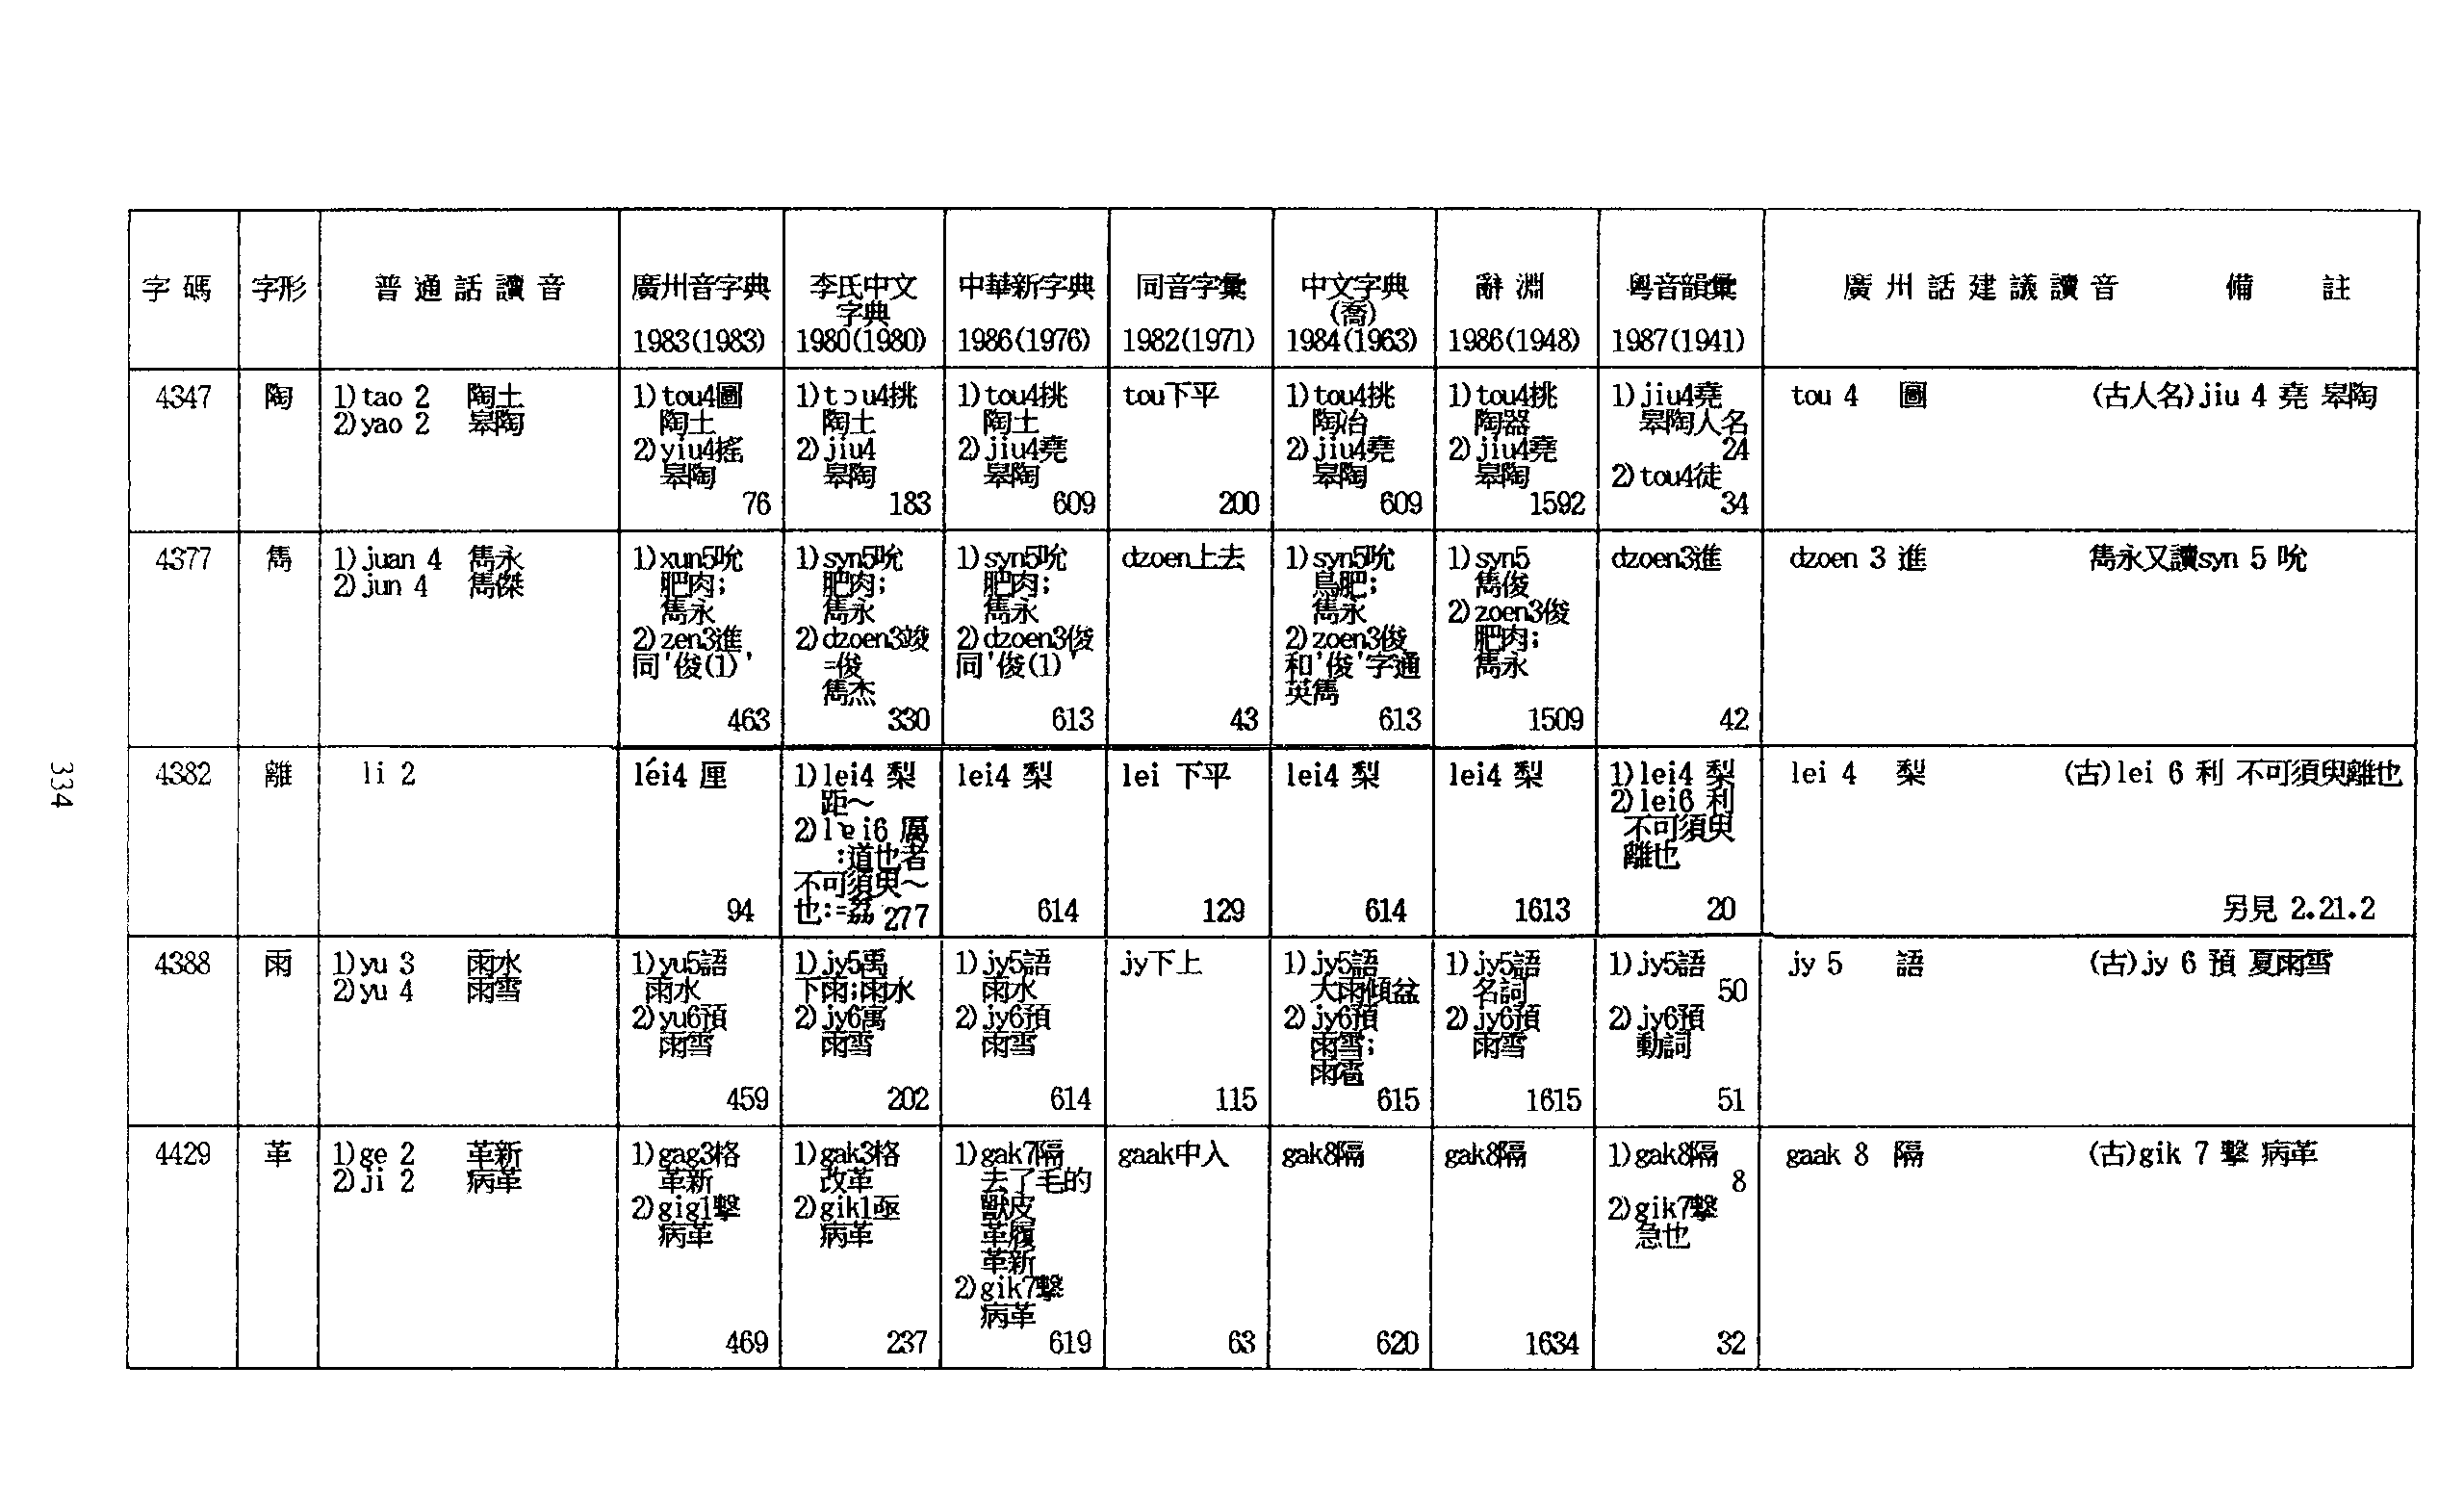 字碼 字形 普通話讀音 廣州音字典 李氏中文字典 中華新字典 同音字彙 中文字典(喬) 辭淵 粵音韻彙 廣州話建議讀音 備註
1983(1983) 1980(1980) 1986(1976) 1982(1971) 1984(1963) 1986(1948) 1987(1941)
4347
陶
1)tao 2 陶土
2)yao 2 皋陶
1)tou4圖
陶土
2)yiu4搖
皋陶
76
1)tɔu4挑
陶土
2)jiu4
皋陶
183
1)tou4挑
陶土
2)jiu4堯
皋陶
609
tou下平
200
1)tou4挑
陶冶
2)jiu4堯
皋陶
609
1)tou4挑
陶器
2)jiu4堯
皋陶
1592
1)jiu4堯
皋陶人名
24
2)tou4徒
34
tou 4 圖 (古人名)jiu 4 堯 皋陶
4377
雋
1)juan 4 雋永
2)jun 4 雋傑
1)xun5吮
肥肉;
雋永
2)zen3進
同'俊(1)'
463
1)syn5吮
肥肉;
雋永
2)dzoen3竣
=俊
雋杰
330
1)syn5吮
肥肉;
雋永
2)dzoen3俊
同'俊(1)'
613
dzoen上去
43
1)syn5吮
鳥肥;
雋永
2)zoen3俊
和'俊'字通
英雋
613
1)syn5
雋俊
2)zoen3俊
肥肉;
雋永
1509
dzoen3進
42
dzoen 3 進 雋永又讀syn 5 吮
334
4382
離
li 2
léi4 厘
94
1)lei4 梨
距～
2)lɐi6 厲
:道也者
不可須臾～
也:=荔 277
lei4 梨
614
lei 下平
129
lei4 梨
614
lei4 梨
1613
1)lei4 梨
2)lei6 利
不可須臾
離也
20
lei 4 梨 (古)lei 6 利 不可須臾離也
另見 2.21.2
4388
雨
1)yu 3 雨水
2)yu 4 雨雪
1)yu5語
雨水
2)yu6預
雨雪
459
1)jy5禹
下雨;雨水
2)jy6寓
雨雪
202
1)jy5語
雨水
2)jy6預
雨雪
614
jy下上
115
1)jy5語
大雨傾盆
2)jy6預
雨雪;
雨雹
615
1)jy5語
名詞
2)jy6預
雨雪
1615
1)jy5語
50
2)jy6預
動詞
51
jy 5 語 (古)jy 6 預 夏雨雪
4429
革
1)ge 2 革新
2)ji 2 病革
1)gag3格
革新
2)gig1擊
病革
469
1)gak3格
改革
2)gik1亟
病革
237
1)gak7隔
去了毛的
獸皮
革履
革新
2)gik7擊
病革
619
gaak中入
63
gak8隔
620
gak8隔
1634
1)gak8隔
8
2)gik7擊
急也
32
gaak 8 隔 (古)gik 7 擊 病革